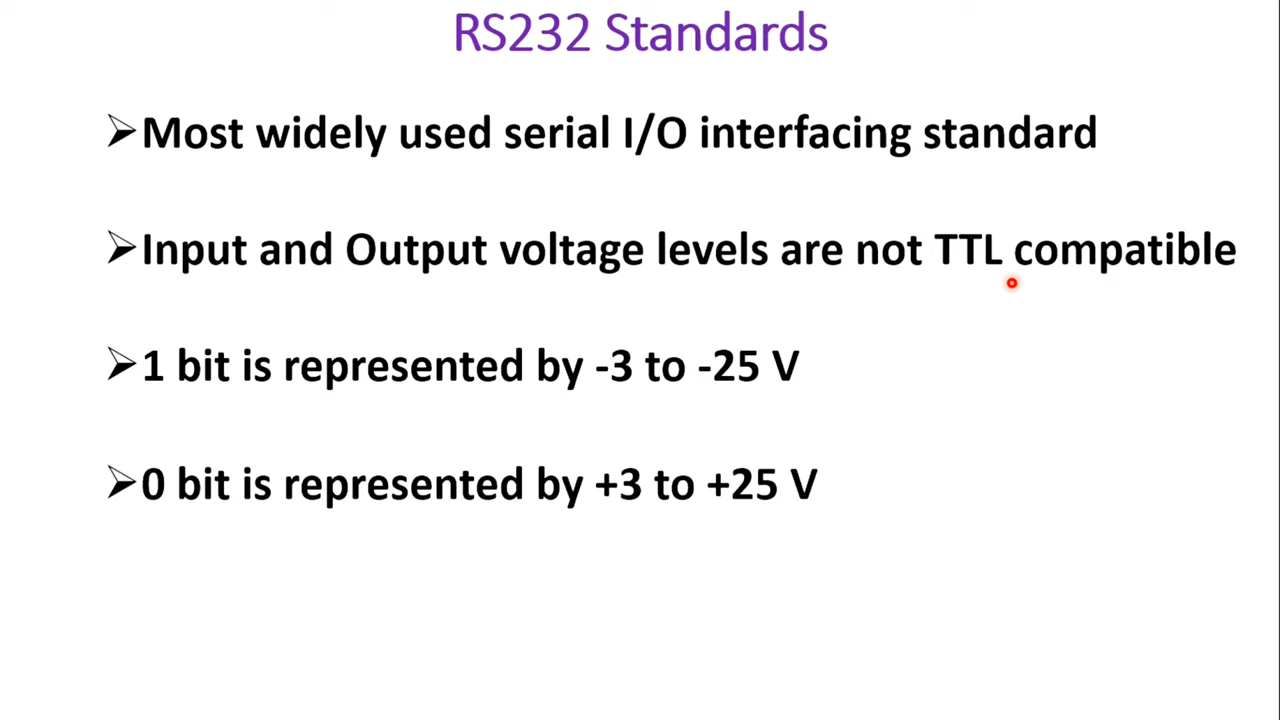 RS232 Standards
➢Most widely used serial I/O interfacing standard
➢Input and Output voltage levels are not TTL compatible
➢1 bit is represented by -3 to -25 V
➢0 bit is represented by +3 to +25 V